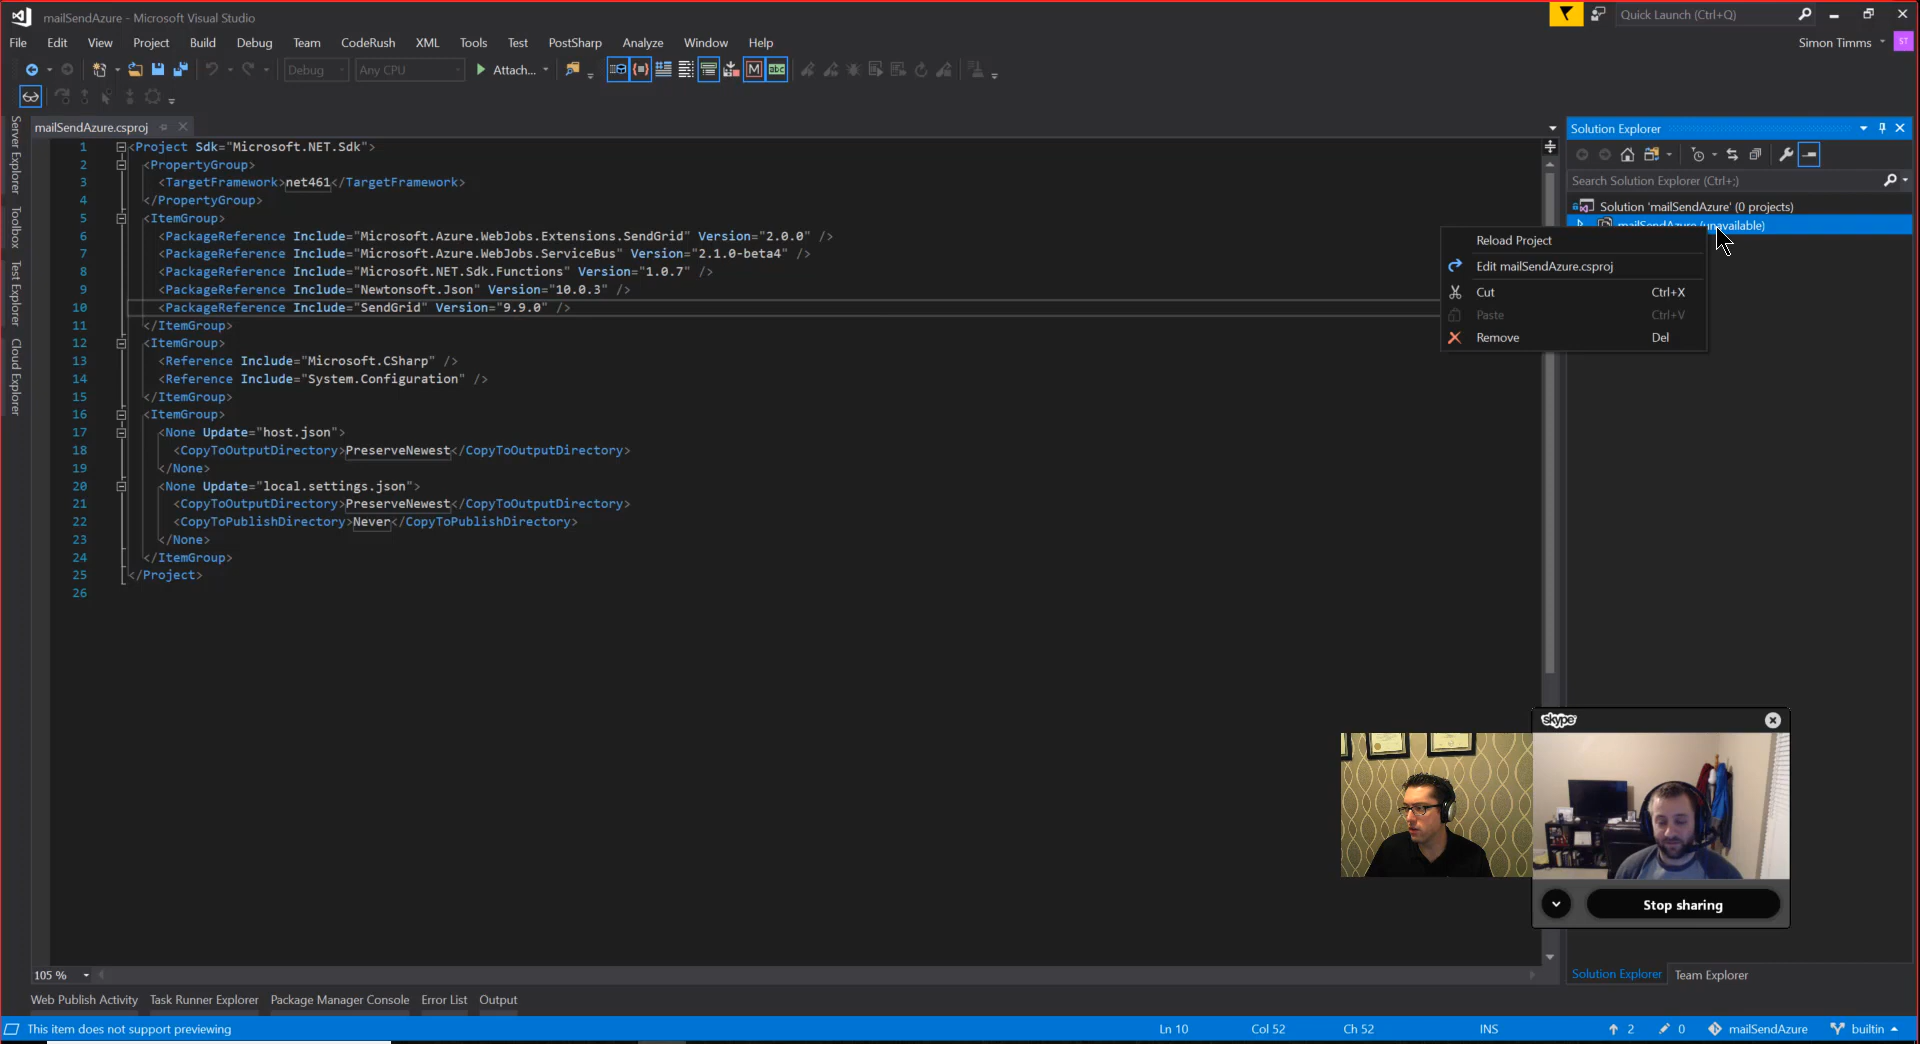 mailSendAzure - Microsoft Visual Studio
Quick Launch (Ctrl+Q)
File Edit View Project Build Debug Team CodeRush XML Tools Test PostSharp Analyze Window Help
Simon Timms ST
Debug Any CPU Attach...
mailSendAzure.csproj
Server Explorer
Toolbox
Test Explorer
Cloud Explorer
1 <Project Sdk="Microsoft.NET.Sdk">
2 <PropertyGroup>
3 <TargetFramework>net461</TargetFramework>
4 </PropertyGroup>
5 <ItemGroup>
6 <PackageReference Include="Microsoft.Azure.WebJobs.Extensions.SendGrid" Version="2.0.0" />
7 <PackageReference Include="Microsoft.Azure.WebJobs.ServiceBus" Version="2.1.0-beta4" />
8 <PackageReference Include="Microsoft.NET.Sdk.Functions" Version="1.0.7" />
9 <PackageReference Include="Newtonsoft.Json" Version="10.0.3" />
10 <PackageReference Include="SendGrid" Version="9.9.0" />
11 </ItemGroup>
12 <ItemGroup>
13 <Reference Include="Microsoft.CSharp" />
14 <Reference Include="System.Configuration" />
15 </ItemGroup>
16 <ItemGroup>
17 <None Update="host.json">
18 <CopyToOutputDirectory>PreserveNewest</CopyToOutputDirectory>
19 </None>
20 <None Update="local.settings.json">
21 <CopyToOutputDirectory>PreserveNewest</CopyToOutputDirectory>
22 <CopyToPublishDirectory>Never</CopyToPublishDirectory>
23 </None>
24 </ItemGroup>
25 </Project>
26
Solution Explorer
Search Solution Explorer (Ctrl+;)
Solution 'mailSendAzure' (0 projects)
mailSendAzure (unavailable)
Reload Project
Edit mailSendAzure.csproj
Cut Ctrl+X
Paste Ctrl+V
Remove Del
skype
Stop sharing
105 %
Solution Explorer Team Explorer
Web Publish Activity Task Runner Explorer Package Manager Console Error List Output
This item does not support previewing Ln 10 Col 52 Ch 52 INS 2 0 mailSendAzure builtin